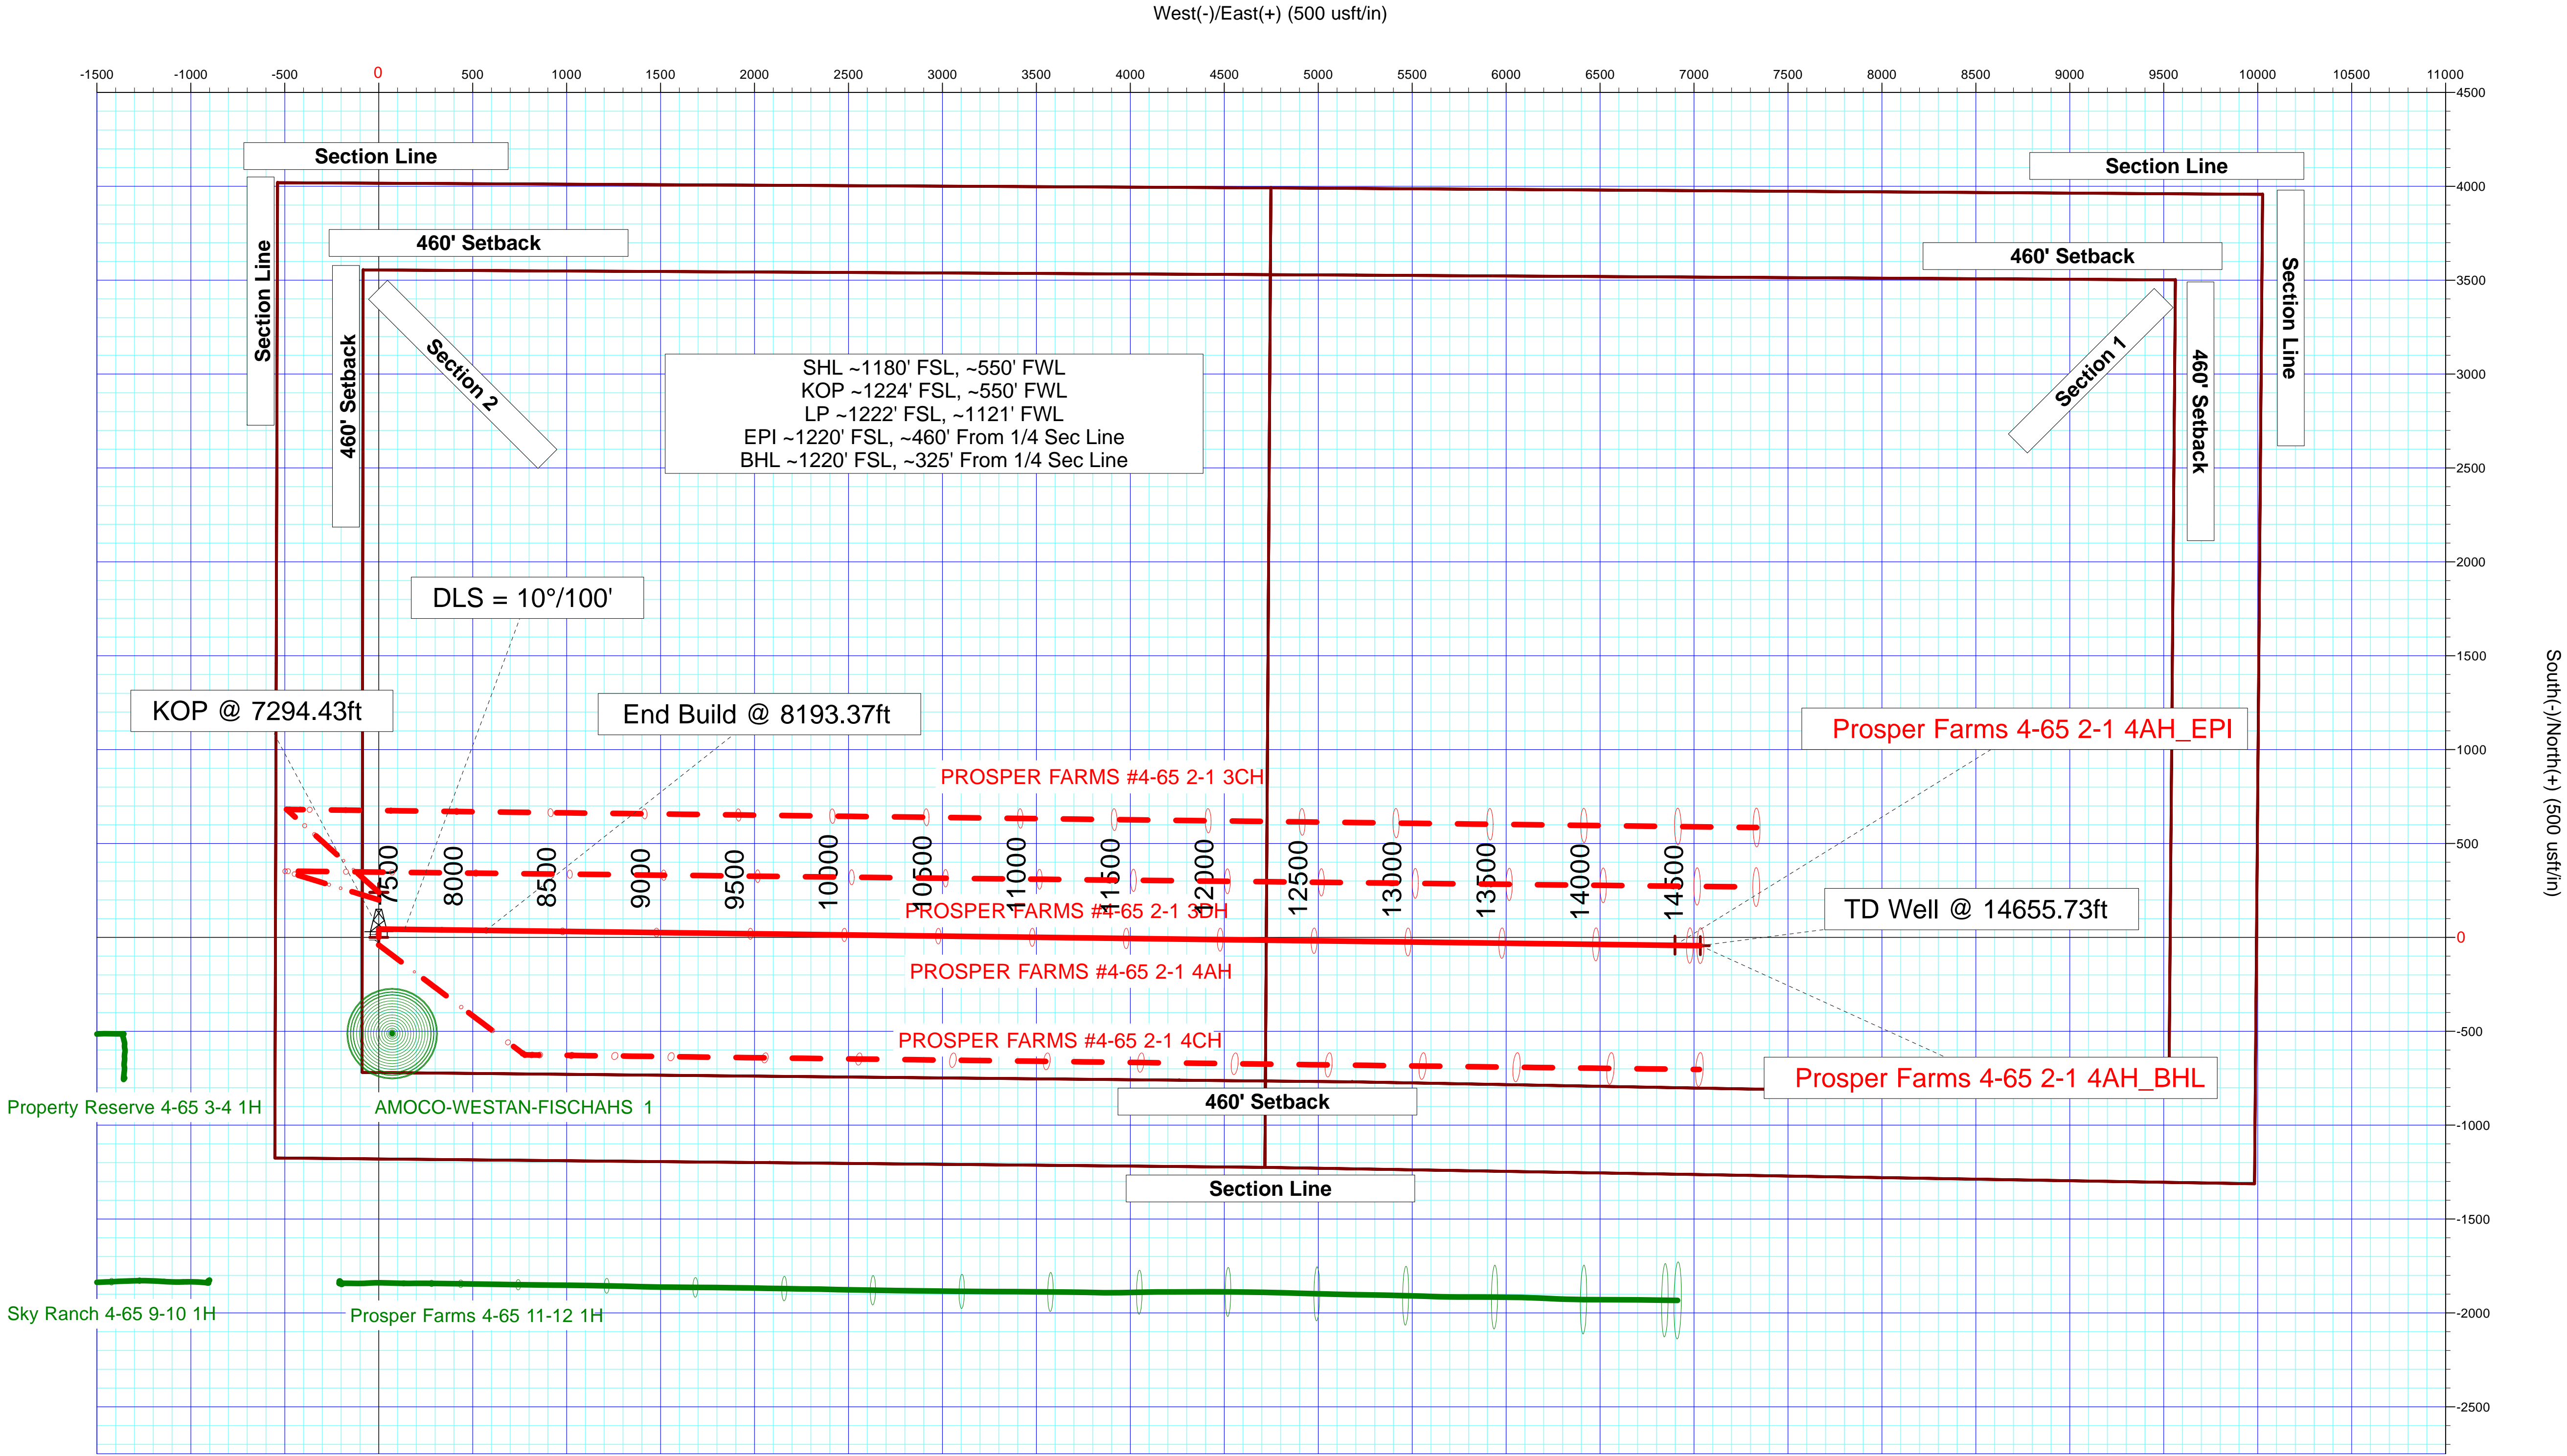 West(-)/East(+) (500 usft/in)
-1500 -1000 -500 0 500 1000 1500 2000 2500 3000 3500 4000 4500 5000 5500 6000 6500 7000 7500 8000 8500 9000 9500 10000 10500 11000
4500
4000
3500
3000
2500
2000
1500
1000
500
0
-500
-1000
-1500
-2000
-2500
South(-)/North(+) (500 usft/in)
Section Line
Section Line
Section Line
Section Line
460' Setback
460' Setback
460' Setback
460' Setback
Section 2
Section 1
SHL ~1180' FSL, ~550' FWL
KOP ~1224' FSL, ~550' FWL
LP ~1222' FSL, ~1121' FWL
EPI ~1220' FSL, ~460' From 1/4 Sec Line
BHL ~1220' FSL, ~325' From 1/4 Sec Line
DLS = 10°/100'
KOP @ 7294.43ft
End Build @ 8193.37ft
Prosper Farms 4-65 2-1 4AH_EPI
PROSPER FARMS #4-65 2-1 3CH
7500 8000 8500 9000 9500 10000 10500 11000 11500 12000 12500 13000 13500 14000 14500
PROSPER FARMS #4-65 2-1 3DH
TD Well @ 14655.73ft
PROSPER FARMS #4-65 2-1 4AH
PROSPER FARMS #4-65 2-1 4CH
Prosper Farms 4-65 2-1 4AH_BHL
Property Reserve 4-65 3-4 1H
AMOCO-WESTAN-FISCHAHS 1
460' Setback
Section Line
Sky Ranch 4-65 9-10 1H
Prosper Farms 4-65 11-12 1H